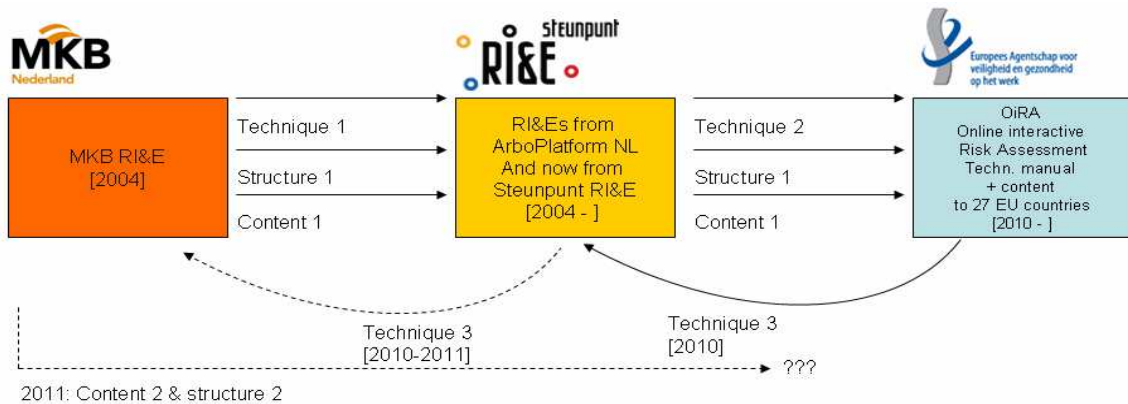 MKB
Nederland
steunpunt
RI&E
Europees Agentschap voor
veiligheid en gezondheid
op het werk
MKB RI&E
[2004]
Technique 1
Structure 1
Content 1
RI&Es from
ArboPlatform NL
And now from
Steunpunt RI&E
[2004 - ]
Technique 2
Structure 1
Content 1
OiRA
Online interactive
Risk Assessment
Techn. manual
+ content
to 27 EU countries
[2010 - ]
Technique 3
[2010-2011]
Technique 3
[2010]
???
2011: Content 2 & structure 2